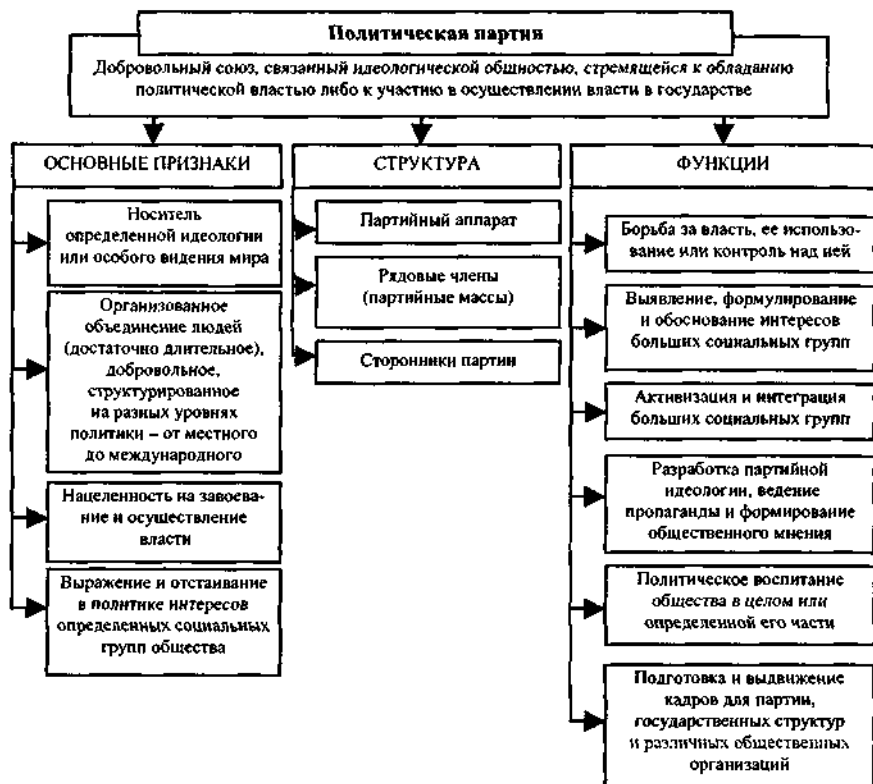 Политическая партия
Добровольный союз, связанный идеологической общностью, стремящейся к обладанию
политической властью либо к участию в осуществлении власти в государстве
ОСНОВНЫЕ ПРИЗНАКИ
Носитель
определенной идеологии
или особого видения мира
Организованное
объединение людей
(достаточно длительное),
добровольное,
структурированное
на разных уровнях
политики – от местного
до международного
Нацеленность на завоева-
ние и осуществление
власти
Выражение и отстаивание
в политике интересов
определенных социальных
групп общества
СТРУКТУРА
Партийный аппарат
Рядовые члены
(партийные массы)
Сторонники партии
ФУНКЦИИ
Борьба за власть, ее использо-
вание или контроль над ней
Выявление, формулирование
и обоснование интересов
больших социальных групп
Активизация и интеграция
больших социальных групп
Разработка партийной
идеологии, ведение
пропаганды и формирование
общественного мнения
Политическое воспитание
общества в целом или
определенной его части
Подготовка и выдвижение
кадров для партии,
государственных структур
и различных общественных
организаций